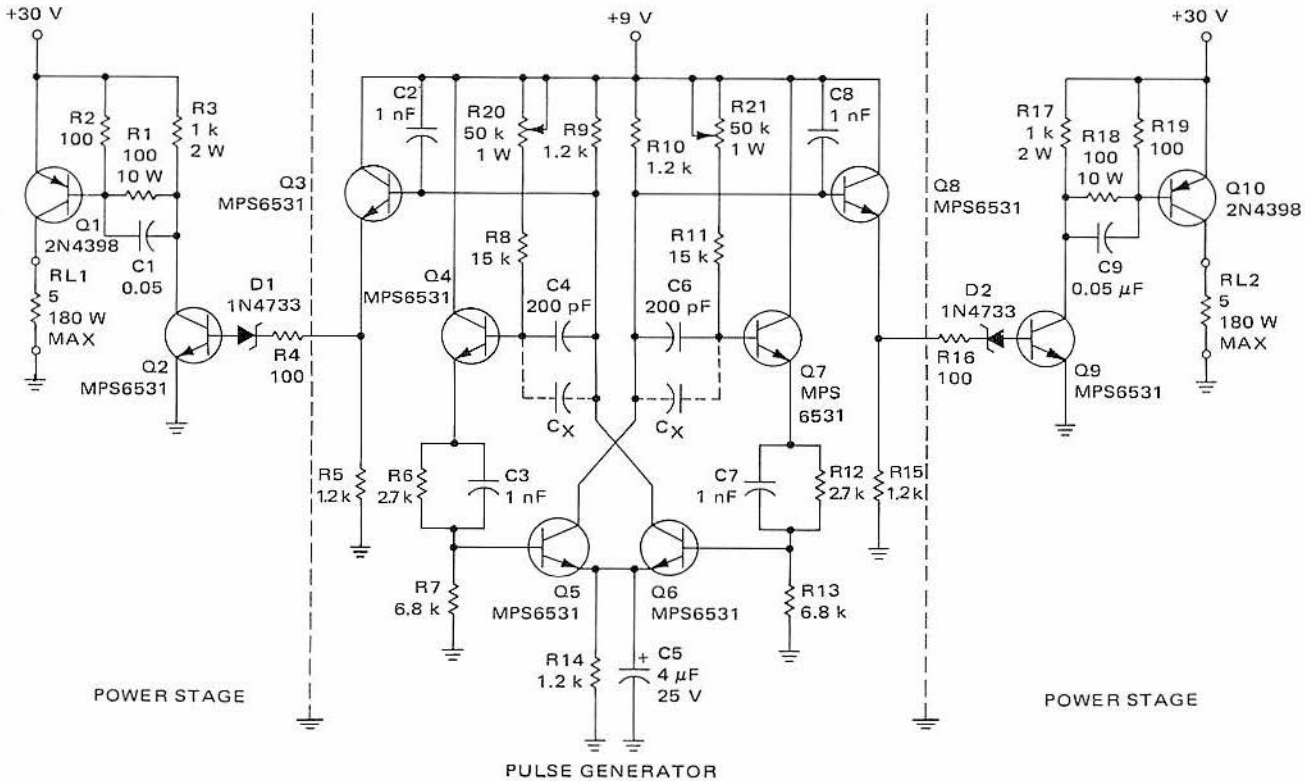 +30 V
+9 V
+30 V
R2
100
R1
100
10 W
R3
1 k
2 W
Q1
2N4398
C1
0.05
RL1
5
180 W
MAX
D1
1N4733
R4
100
Q2
MPS6531
C2
1 nF
R20
50 k
1 W
R9
1.2 k
R10
1.2 k
R21
50 k
1 W
C8
1 nF
Q3
MPS6531
Q8
MPS6531
R8
15 k
R11
15 k
Q4
MPS6531
C4
200 pF
C6
200 pF
CX
CX
Q7
MPS
6531
R5
1.2 k
R6
2.7k
C3
1 nF
C7
1 nF
R12
2.7k
R15
1.2k
R7
6.8 k
Q5
MPS6531
Q6
MPS6531
R13
6.8 k
R14
1.2 k
+
C5
4 μF
25 V
R17
1 k
2 W
R18
100
10 W
R19
100
Q10
2N4398
C9
0.05 μF
D2
1N4733
R16
100
Q9
MPS6531
RL2
5
180 W
MAX
POWER STAGE
POWER STAGE
PULSE GENERATOR